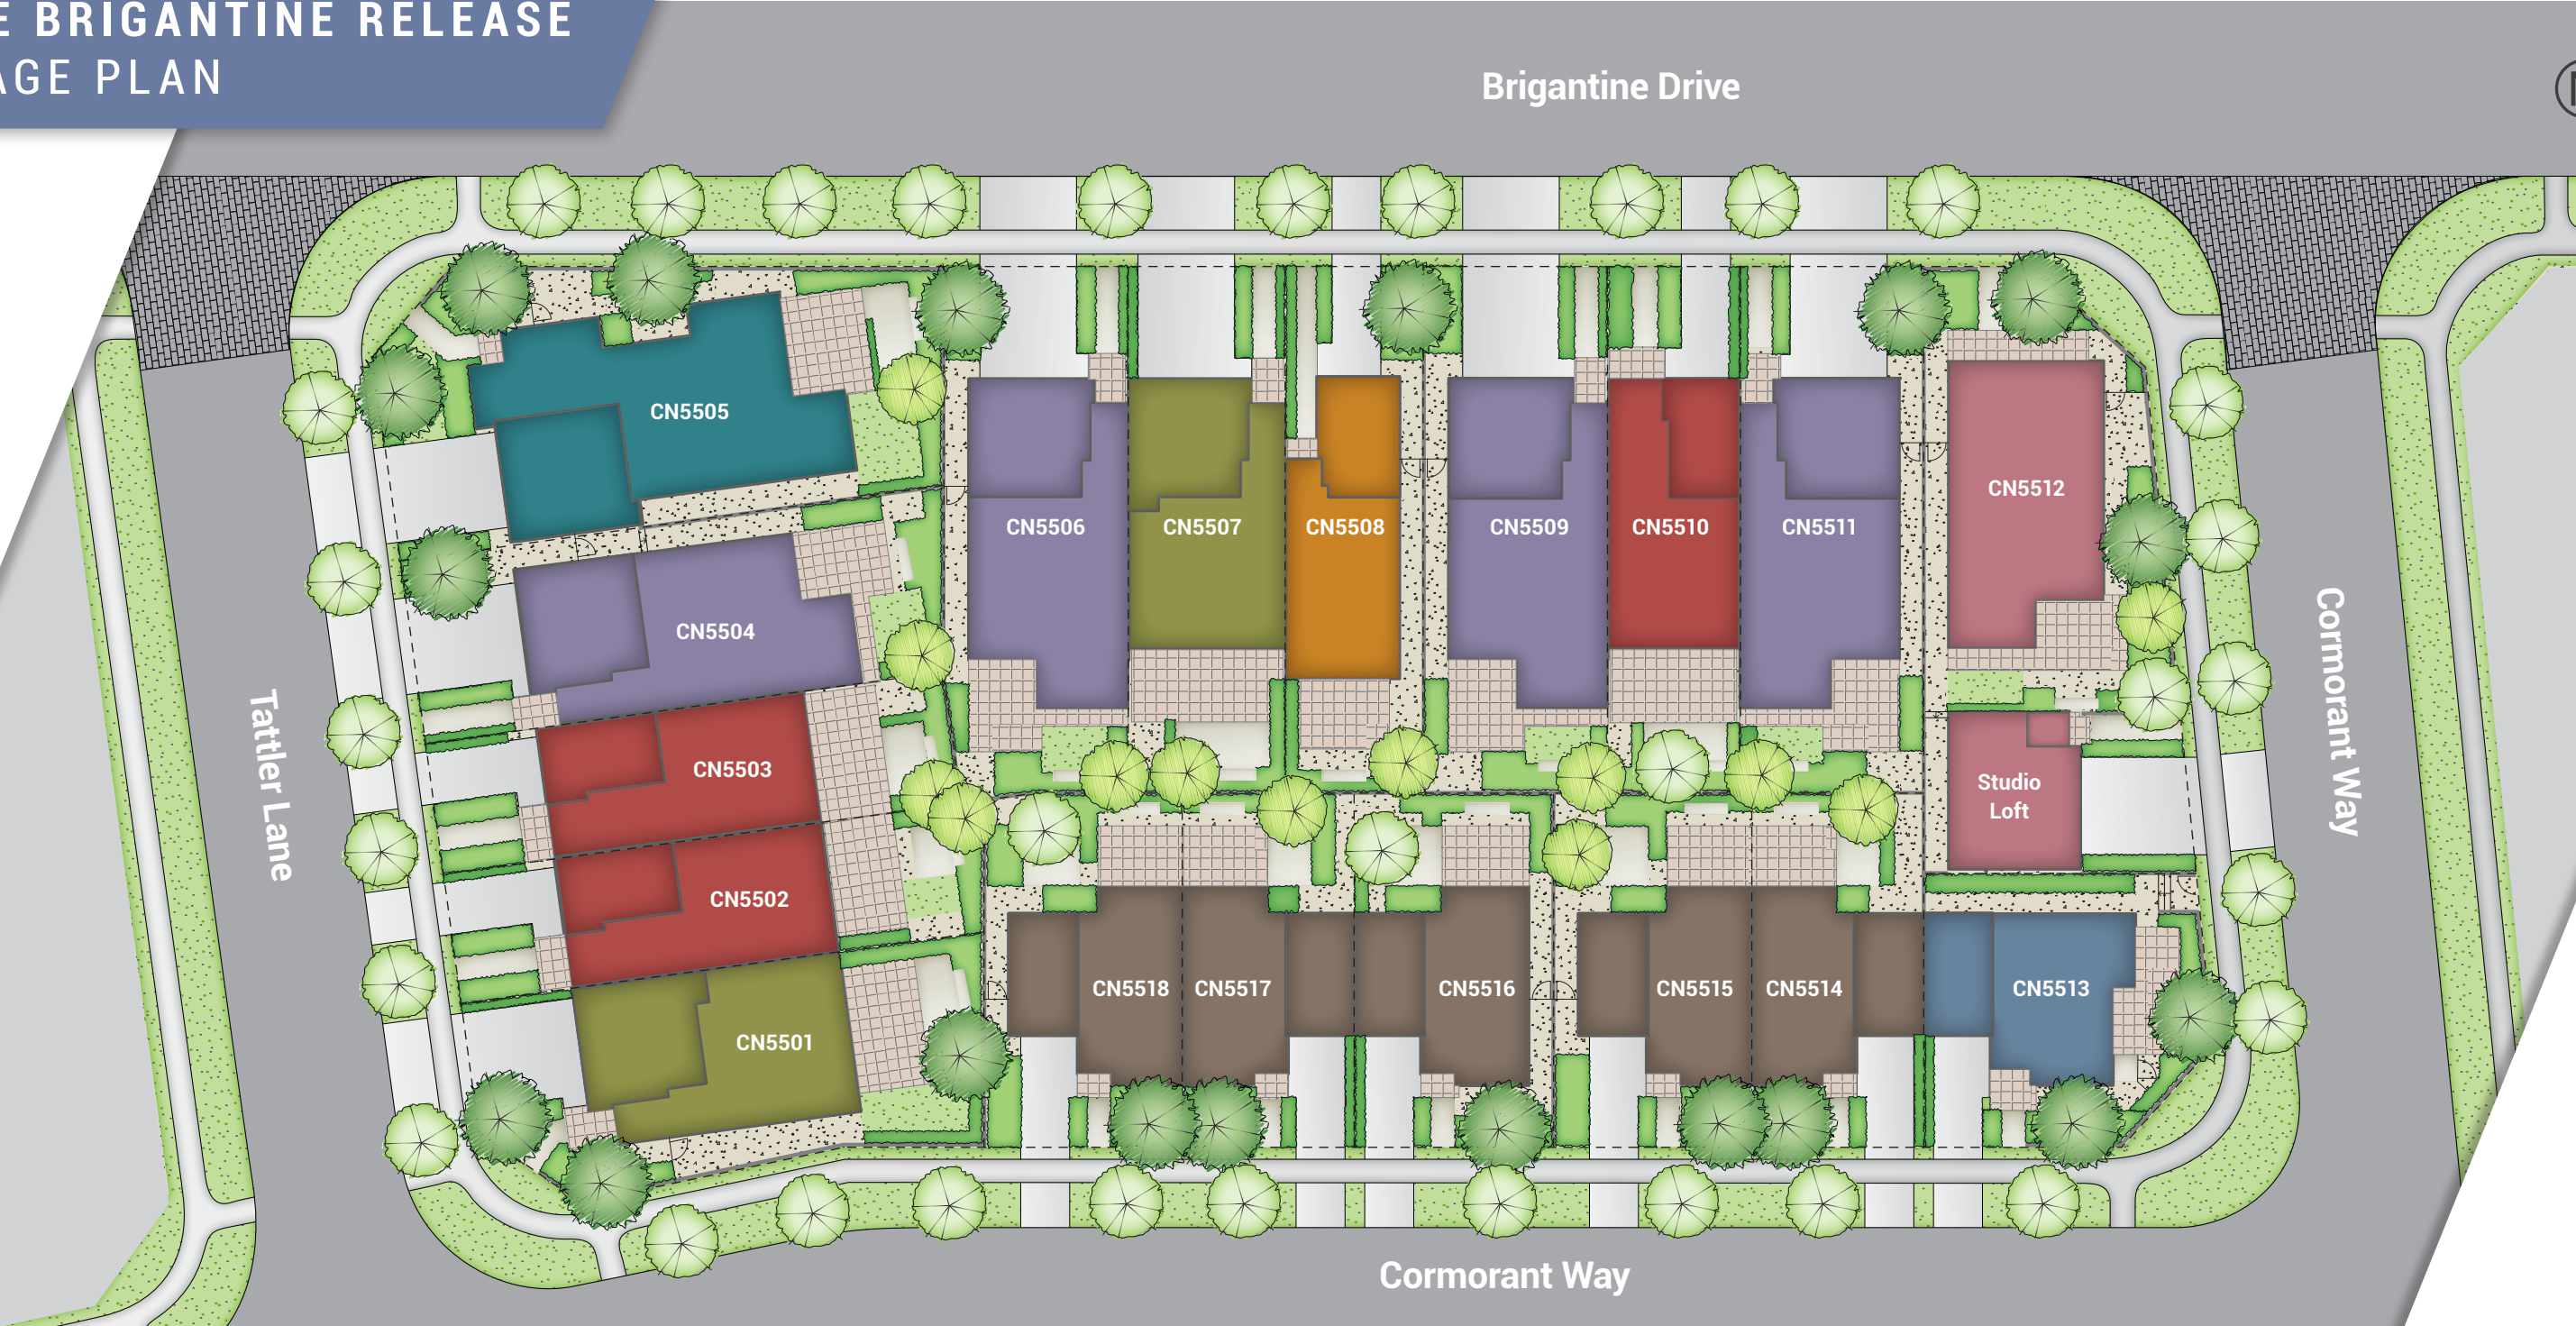 E BRIGANTINE RELEASE
AGE PLAN
Brigantine Drive
CN5505
CN5506
CN5507
CN5508
CN5509
CN5510
CN5511
CN5512
CN5504
CN5503
CN5502
CN5501
Studio
Loft
CN5518
CN5517
CN5516
CN5515
CN5514
CN5513
Tattler Lane
Cormorant Way
Cormorant Way